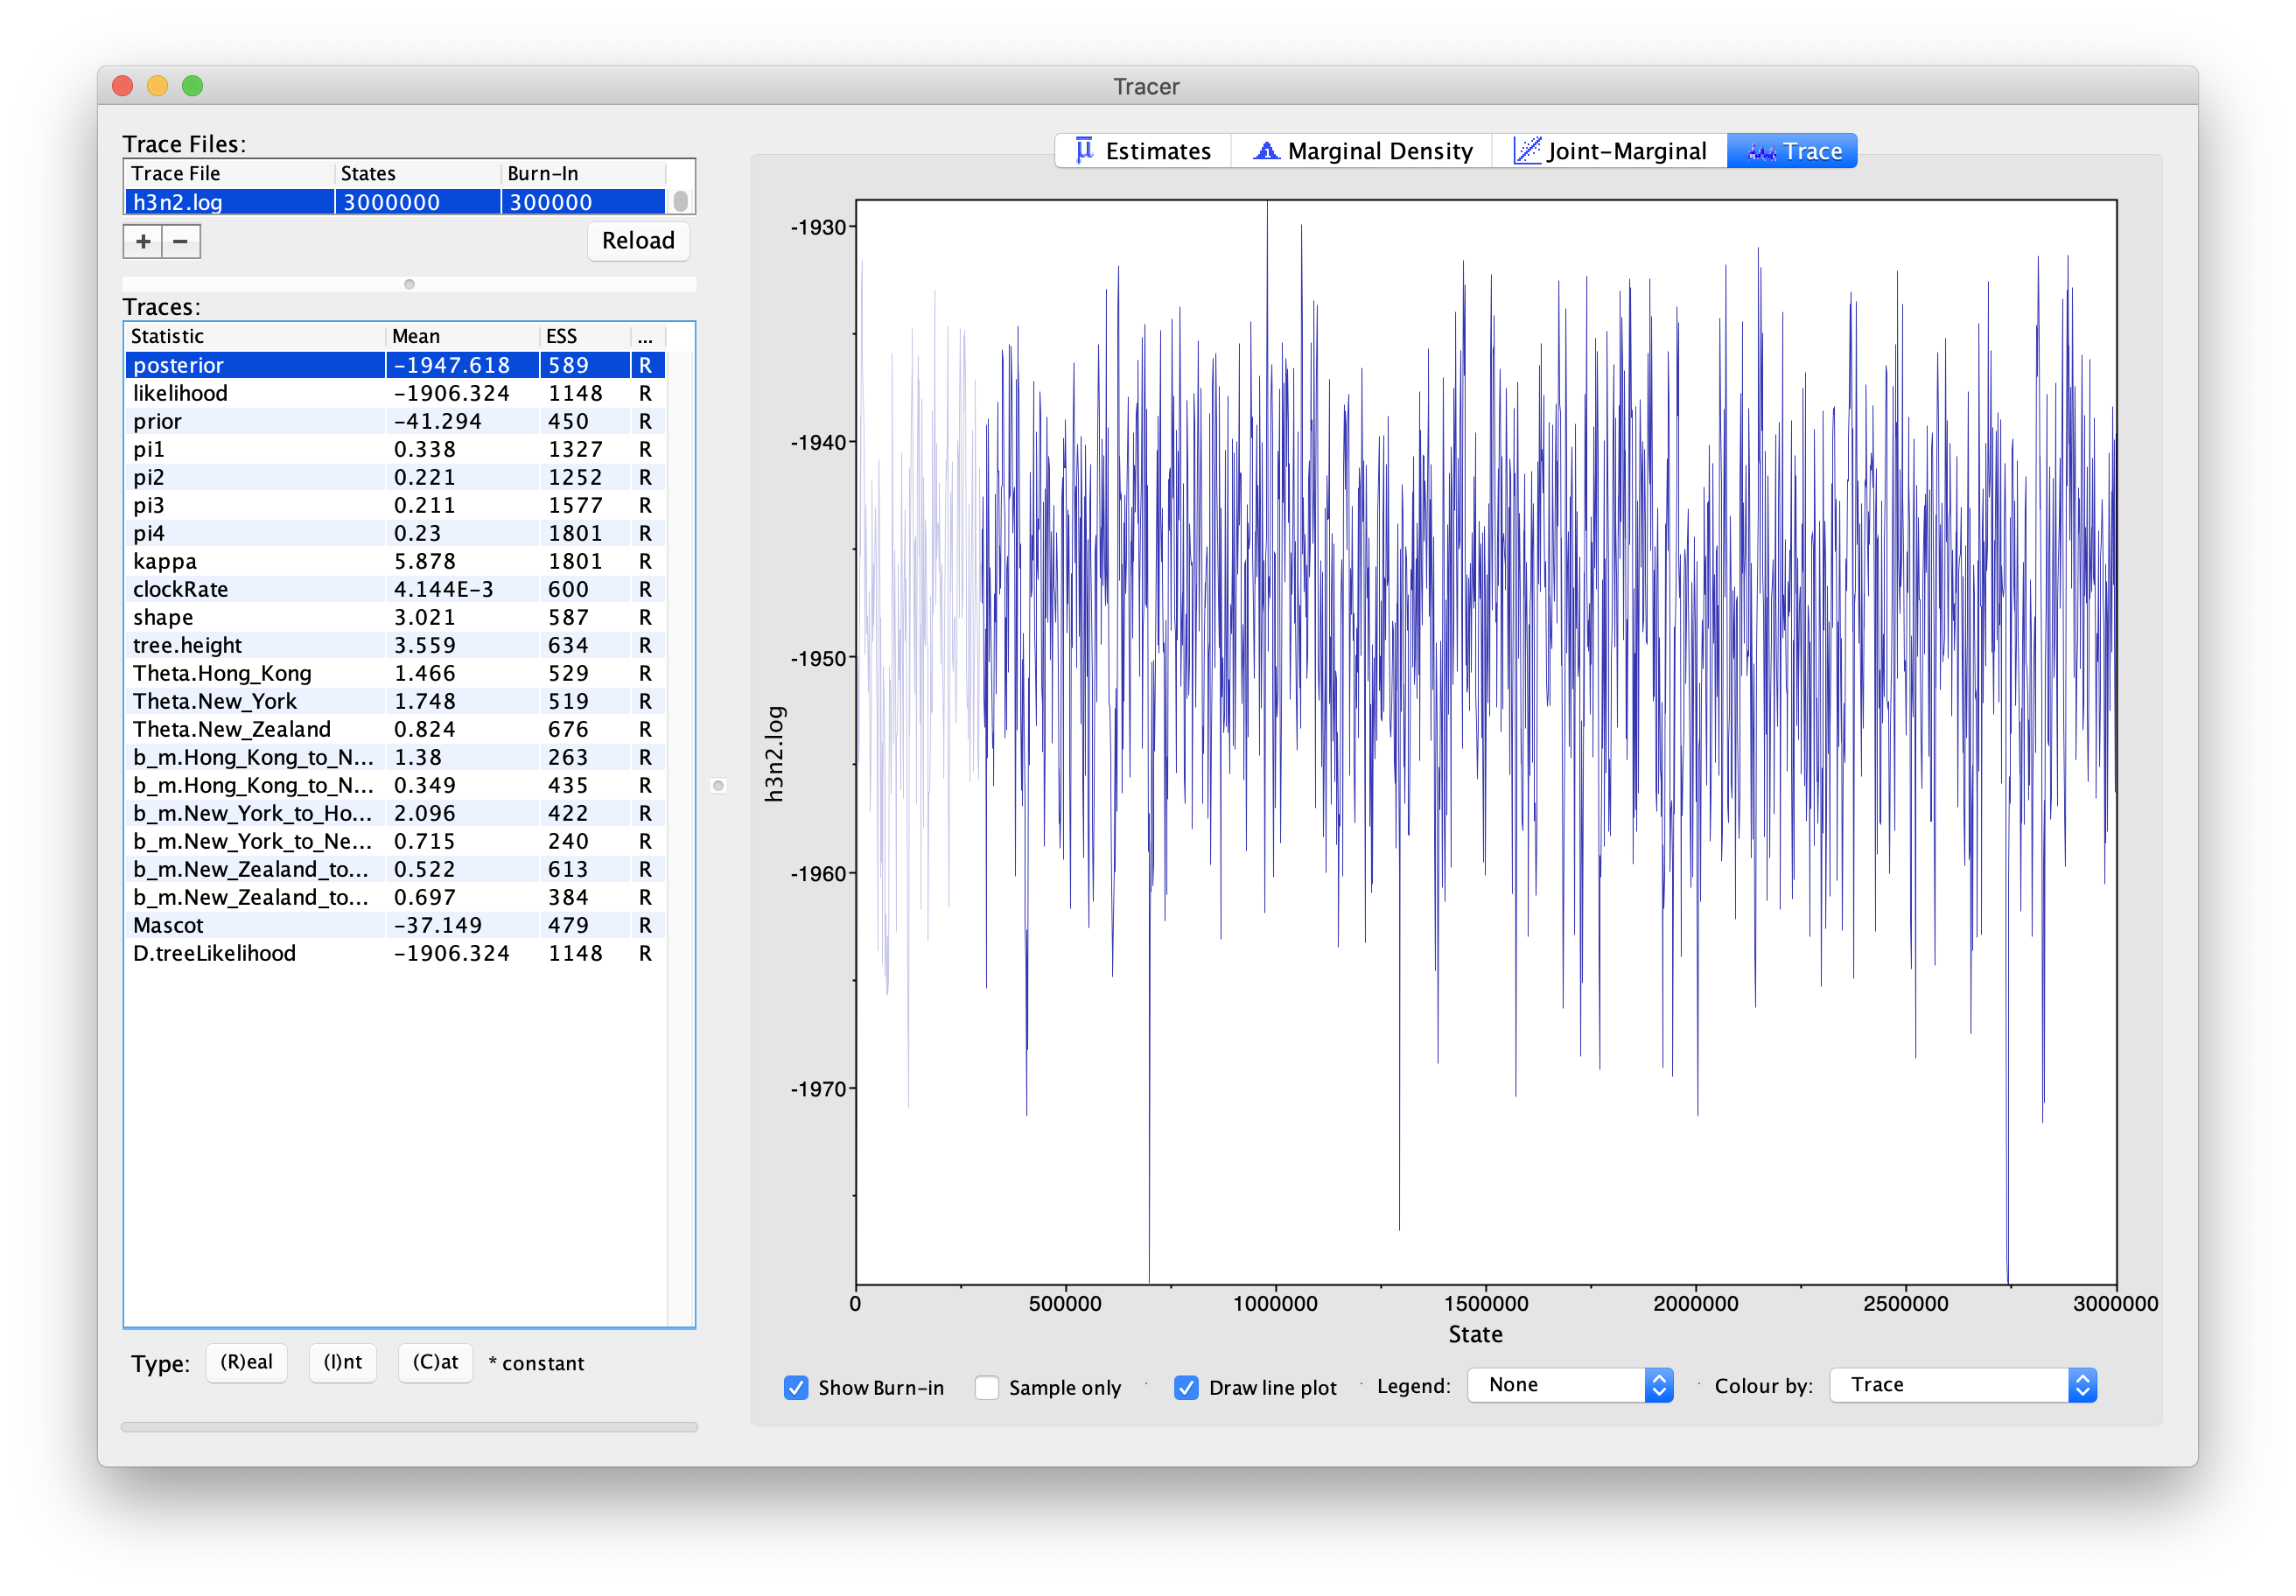 Tracer
Trace Files:
Trace File States Burn-In
h3n2.log 3000000 300000
+ −
Reload
Traces:
Statistic Mean ESS ...
posterior -1947.618 589 R
likelihood -1906.324 1148 R
prior -41.294 450 R
pi1 0.338 1327 R
pi2 0.221 1252 R
pi3 0.211 1577 R
pi4 0.23 1801 R
kappa 5.878 1801 R
clockRate 4.144E-3 600 R
shape 3.021 587 R
tree.height 3.559 634 R
Theta.Hong_Kong 1.466 529 R
Theta.New_York 1.748 519 R
Theta.New_Zealand 0.824 676 R
b_m.Hong_Kong_to_N... 1.38 263 R
b_m.Hong_Kong_to_N... 0.349 435 R
b_m.New_York_to_Ho... 2.096 422 R
b_m.New_York_to_Ne... 0.715 240 R
b_m.New_Zealand_to... 0.522 613 R
b_m.New_Zealand_to... 0.697 384 R
Mascot -37.149 479 R
D.treeLikelihood -1906.324 1148 R
Type: (R)eal (I)nt (C)at * constant
Estimates Marginal Density Joint-Marginal Trace
-1930
-1940
-1950
-1960
-1970
h3n2.log
0 500000 1000000 1500000 2000000 2500000 3000000
State
Show Burn-in Sample only Draw line plot Legend: None Colour by: Trace